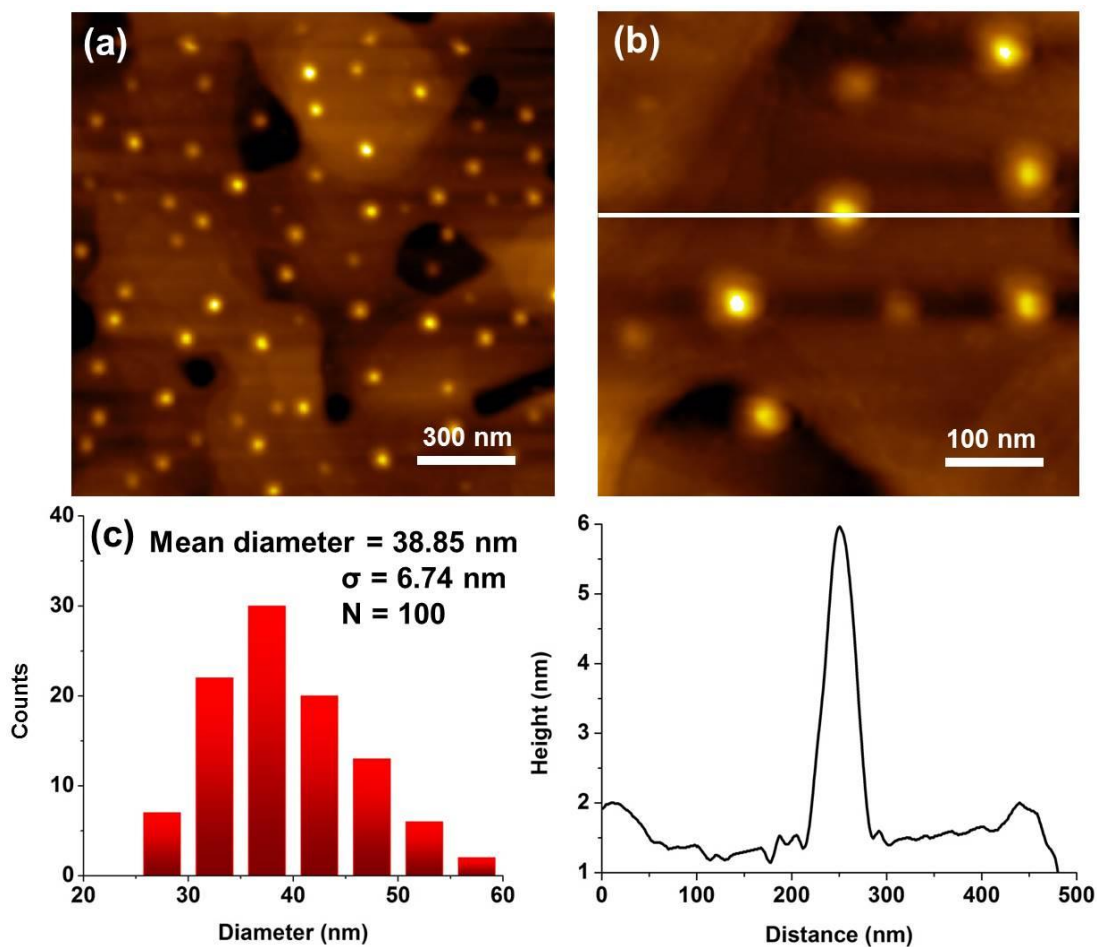 (a)
300 nm
(b)
100 nm
(c) Mean diameter = 38.85 nm
σ = 6.74 nm
N = 100
40
30
20
10
0
Counts
20 30 40 50 60
Diameter (nm)
6
5
4
3
2
1
Height (nm)
0 100 200 300 400 500
Distance (nm)